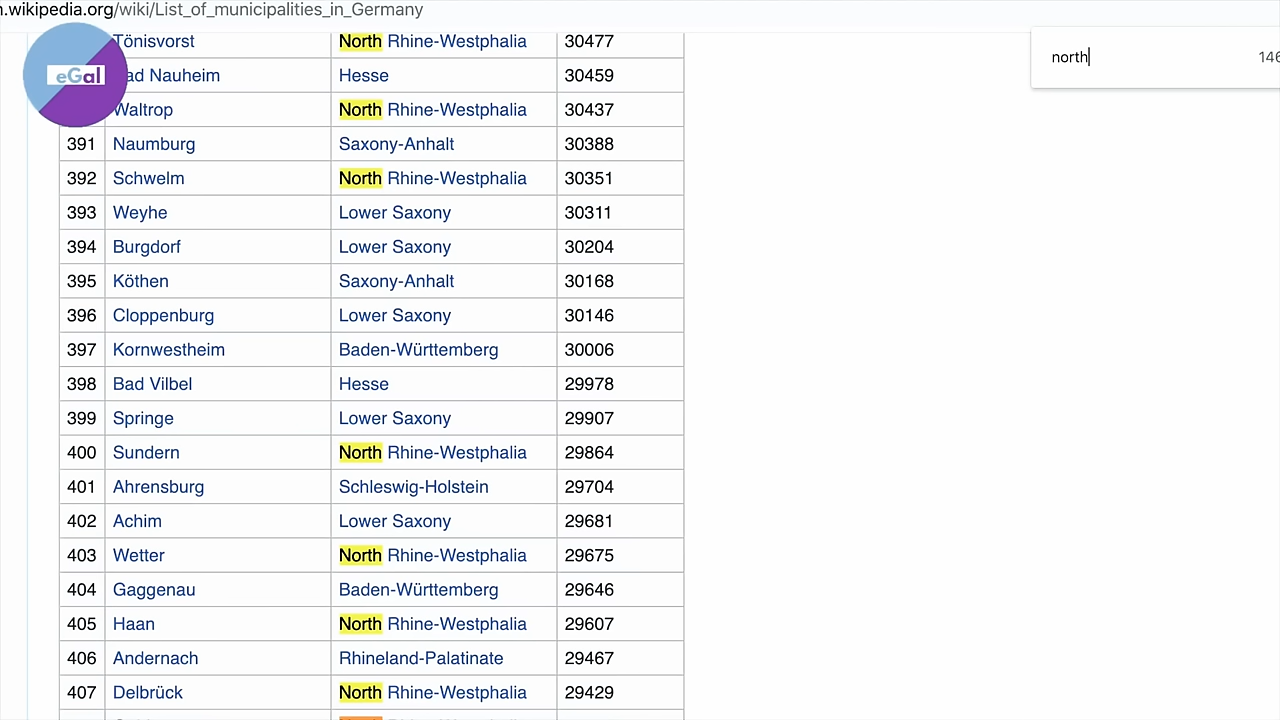 n.wikipedia.org/wiki/List_of_municipalities_in_Germany
north 146
eGal
Tönisvorst North Rhine-Westphalia 30477
ad Nauheim Hesse 30459
Waltrop North Rhine-Westphalia 30437
391 Naumburg Saxony-Anhalt 30388
392 Schwelm North Rhine-Westphalia 30351
393 Weyhe Lower Saxony 30311
394 Burgdorf Lower Saxony 30204
395 Köthen Saxony-Anhalt 30168
396 Cloppenburg Lower Saxony 30146
397 Kornwestheim Baden-Württemberg 30006
398 Bad Vilbel Hesse 29978
399 Springe Lower Saxony 29907
400 Sundern North Rhine-Westphalia 29864
401 Ahrensburg Schleswig-Holstein 29704
402 Achim Lower Saxony 29681
403 Wetter North Rhine-Westphalia 29675
404 Gaggenau Baden-Württemberg 29646
405 Haan North Rhine-Westphalia 29607
406 Andernach Rhineland-Palatinate 29467
407 Delbrück North Rhine-Westphalia 29429